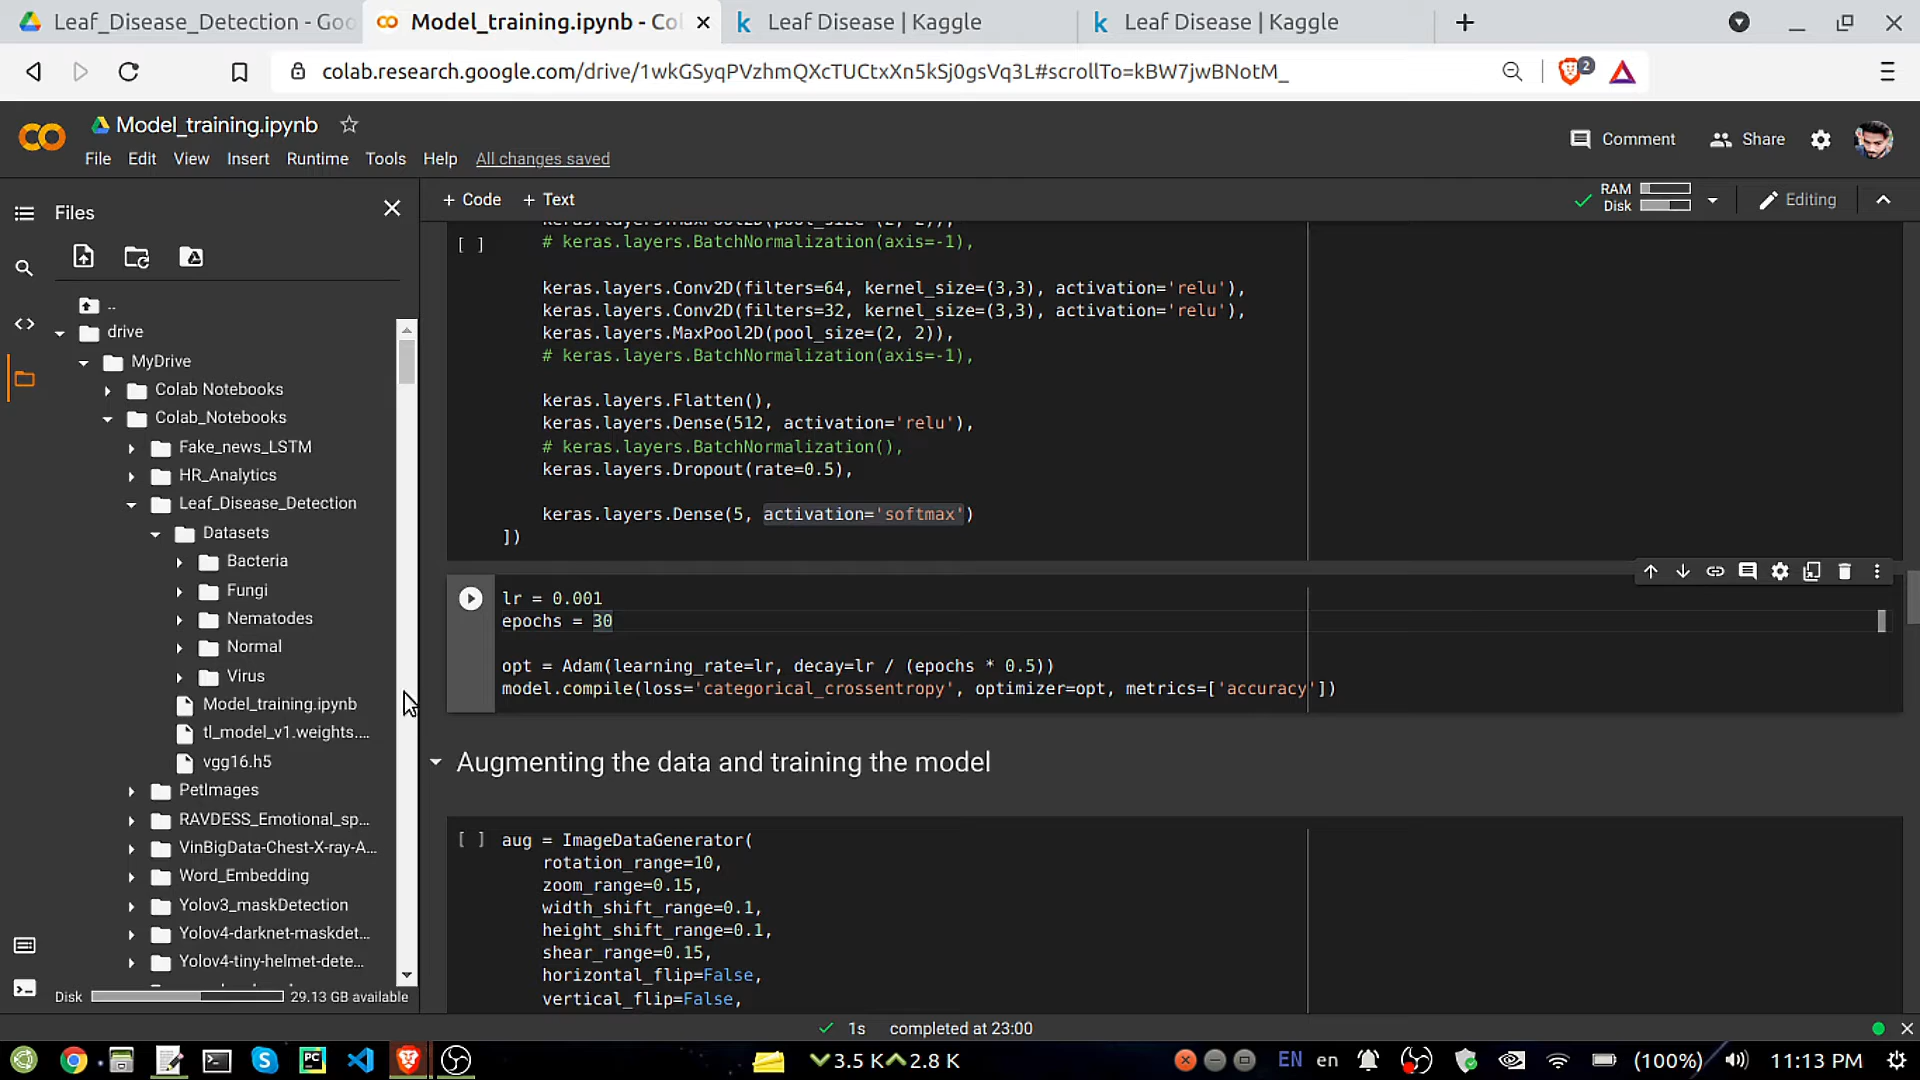 Leaf_Disease_Detection - Goo
Model_training.ipynb - Col
Leaf Disease | Kaggle
Leaf Disease | Kaggle
colab.research.google.com/drive/1wkGSyqPVzhmQXcTUCtxXn5kSj0gsVq3L#scrollTo=kBW7jwBNotM_
2
Model_training.ipynb
Comment
Share
File Edit View Insert Runtime Tools Help All changes saved
Files
+ Code + Text
RAM
Disk
Editing
..
drive
MyDrive
Colab Notebooks
Colab_Notebooks
Fake_news_LSTM
HR_Analytics
Leaf_Disease_Detection
Datasets
Bacteria
Fungi
Nematodes
Normal
Virus
Model_training.ipynb
tl_model_v1.weights....
vgg16.h5
PetImages
RAVDESS_Emotional_sp...
VinBigData-Chest-X-ray-A...
Word_Embedding
Yolov3_maskDetection
Yolov4-darknet-maskdet...
Yolov4-tiny-helmet-dete...
Disk 29.13 GB available
keras.layers.MaxPool2D(pool_size=(2, 2)),
[ ] # keras.layers.BatchNormalization(axis=-1),
keras.layers.Conv2D(filters=64, kernel_size=(3,3), activation='relu'),
keras.layers.Conv2D(filters=32, kernel_size=(3,3), activation='relu'),
keras.layers.MaxPool2D(pool_size=(2, 2)),
# keras.layers.BatchNormalization(axis=-1),
keras.layers.Flatten(),
keras.layers.Dense(512, activation='relu'),
# keras.layers.BatchNormalization(),
keras.layers.Dropout(rate=0.5),
keras.layers.Dense(5, activation='softmax')
])
lr = 0.001
epochs = 30
opt = Adam(learning_rate=lr, decay=lr / (epochs * 0.5))
model.compile(loss='categorical_crossentropy', optimizer=opt, metrics=['accuracy'])
Augmenting the data and training the model
[ ] aug = ImageDataGenerator(
rotation_range=10,
zoom_range=0.15,
width_shift_range=0.1,
height_shift_range=0.1,
shear_range=0.15,
horizontal_flip=False,
vertical_flip=False,
1s completed at 23:00
3.5 K 2.8 K
EN en (100%) 11:13 PM